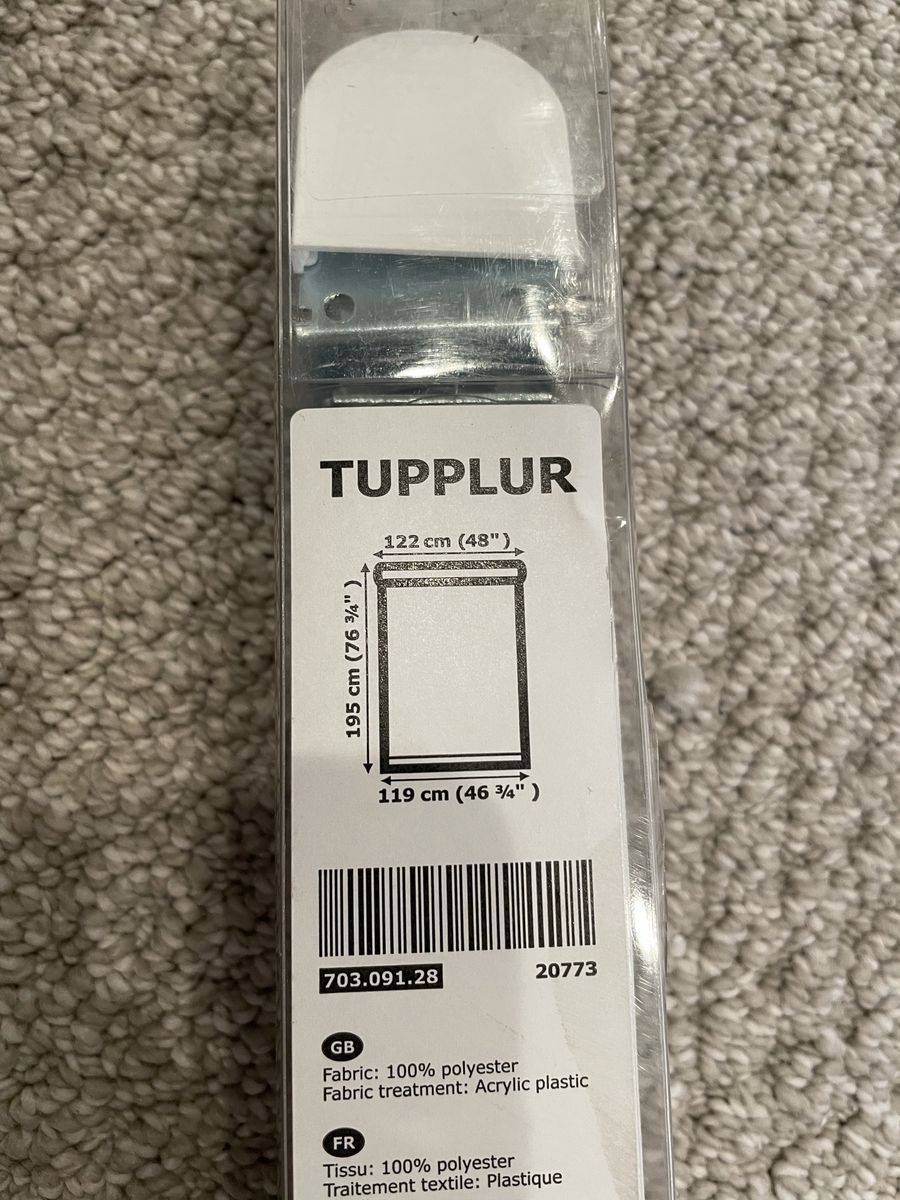 TUPPLUR
122 cm (48")
195 cm (76 ¾" )
119 cm (46 ¾" )
703.091.28
20773
GB
Fabric: 100% polyester
Fabric treatment: Acrylic plastic
FR
Tissu: 100% polyester
Traitement textile: Plastique